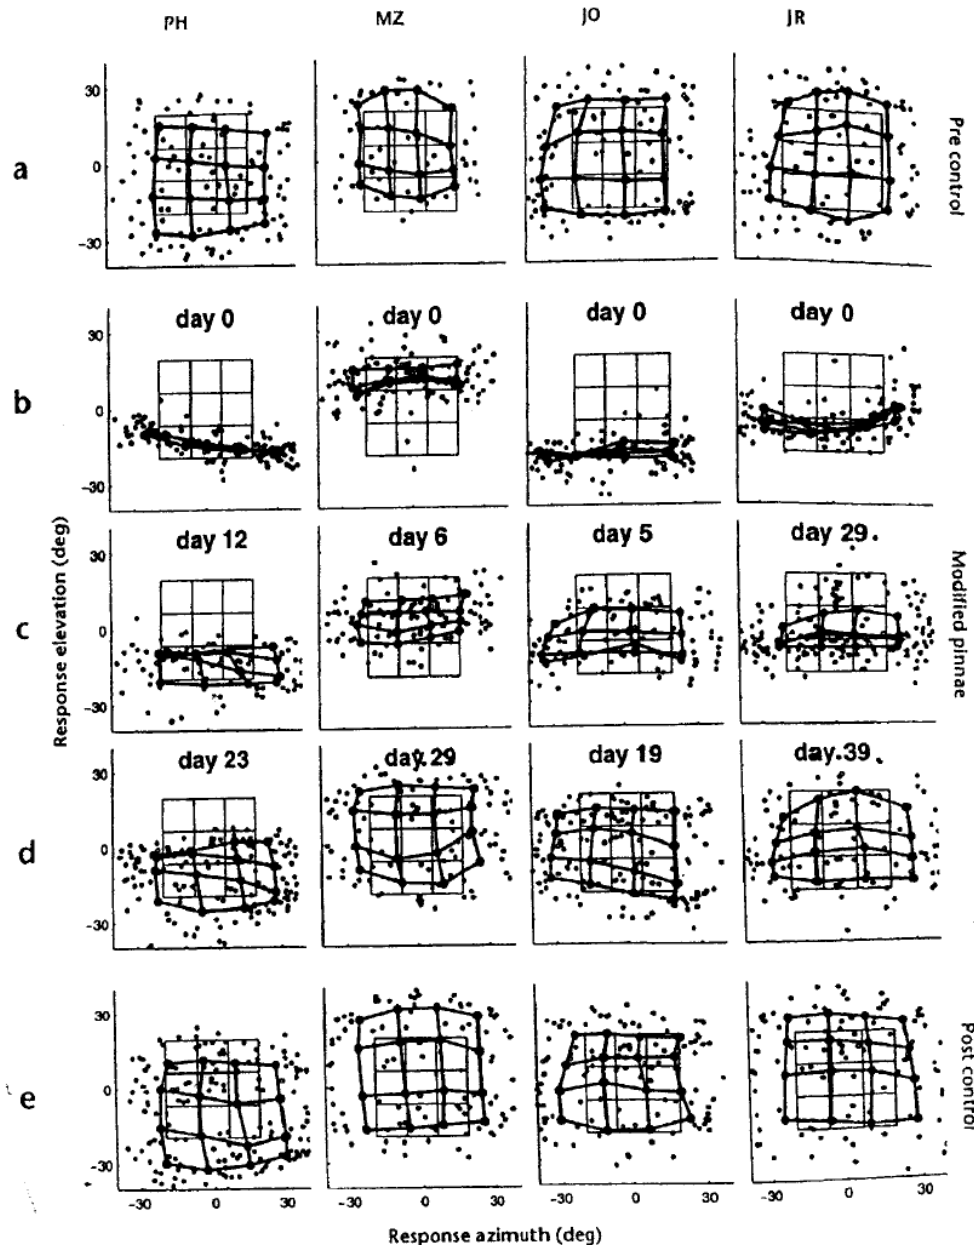 PH MZ JO JR
a
30
0
-30
Pre control
day 0 day 0 day 0 day 0
b
30
0
-30
Response elevation (deg)
Modified pinnae
day 12 day 6 day 5 day 29
c
30
0
-30
day 23 day 29 day 19 day 39
d
30
0
-30
e
30
0
-30
Post control
-30 0 30 -30 0 30 -30 0 30 -30 0 30
Response azimuth (deg)